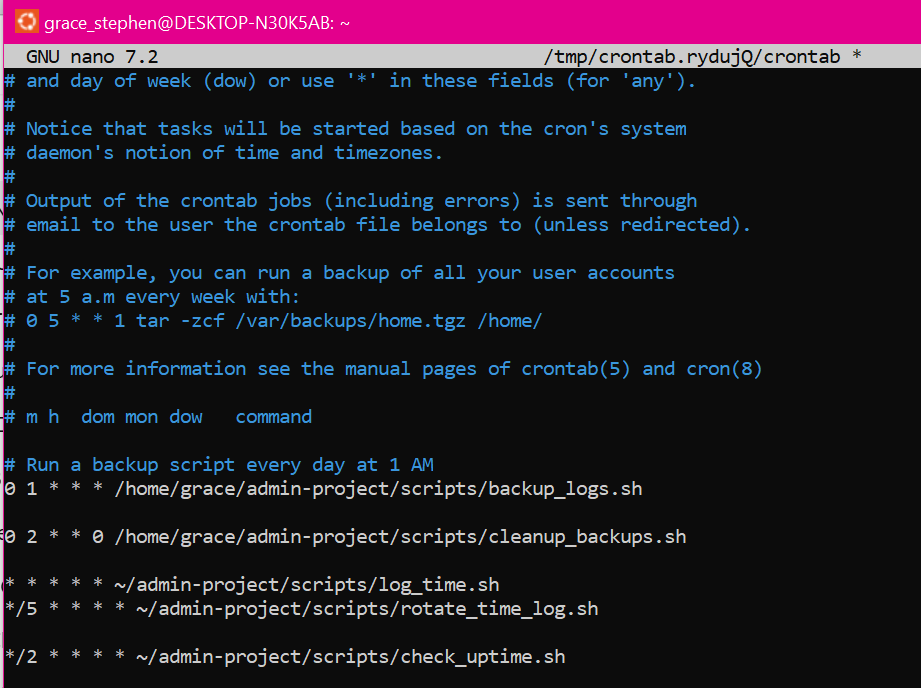 grace_stephen@DESKTOP-N30K5AB: ~
GNU nano 7.2 /tmp/crontab.rydujQ/crontab *
# and day of week (dow) or use '*' in these fields (for 'any').
#
# Notice that tasks will be started based on the cron's system
# daemon's notion of time and timezones.
#
# Output of the crontab jobs (including errors) is sent through
# email to the user the crontab file belongs to (unless redirected).
#
# For example, you can run a backup of all your user accounts
# at 5 a.m every week with:
# 0 5 * * 1 tar -zcf /var/backups/home.tgz /home/
#
# For more information see the manual pages of crontab(5) and cron(8)
#
# m h  dom mon dow   command
# Run a backup script every day at 1 AM
0 1 * * * /home/grace/admin-project/scripts/backup_logs.sh
0 2 * * 0 /home/grace/admin-project/scripts/cleanup_backups.sh
* * * * * ~/admin-project/scripts/log_time.sh
*/5 * * * * ~/admin-project/scripts/rotate_time_log.sh
*/2 * * * * ~/admin-project/scripts/check_uptime.sh